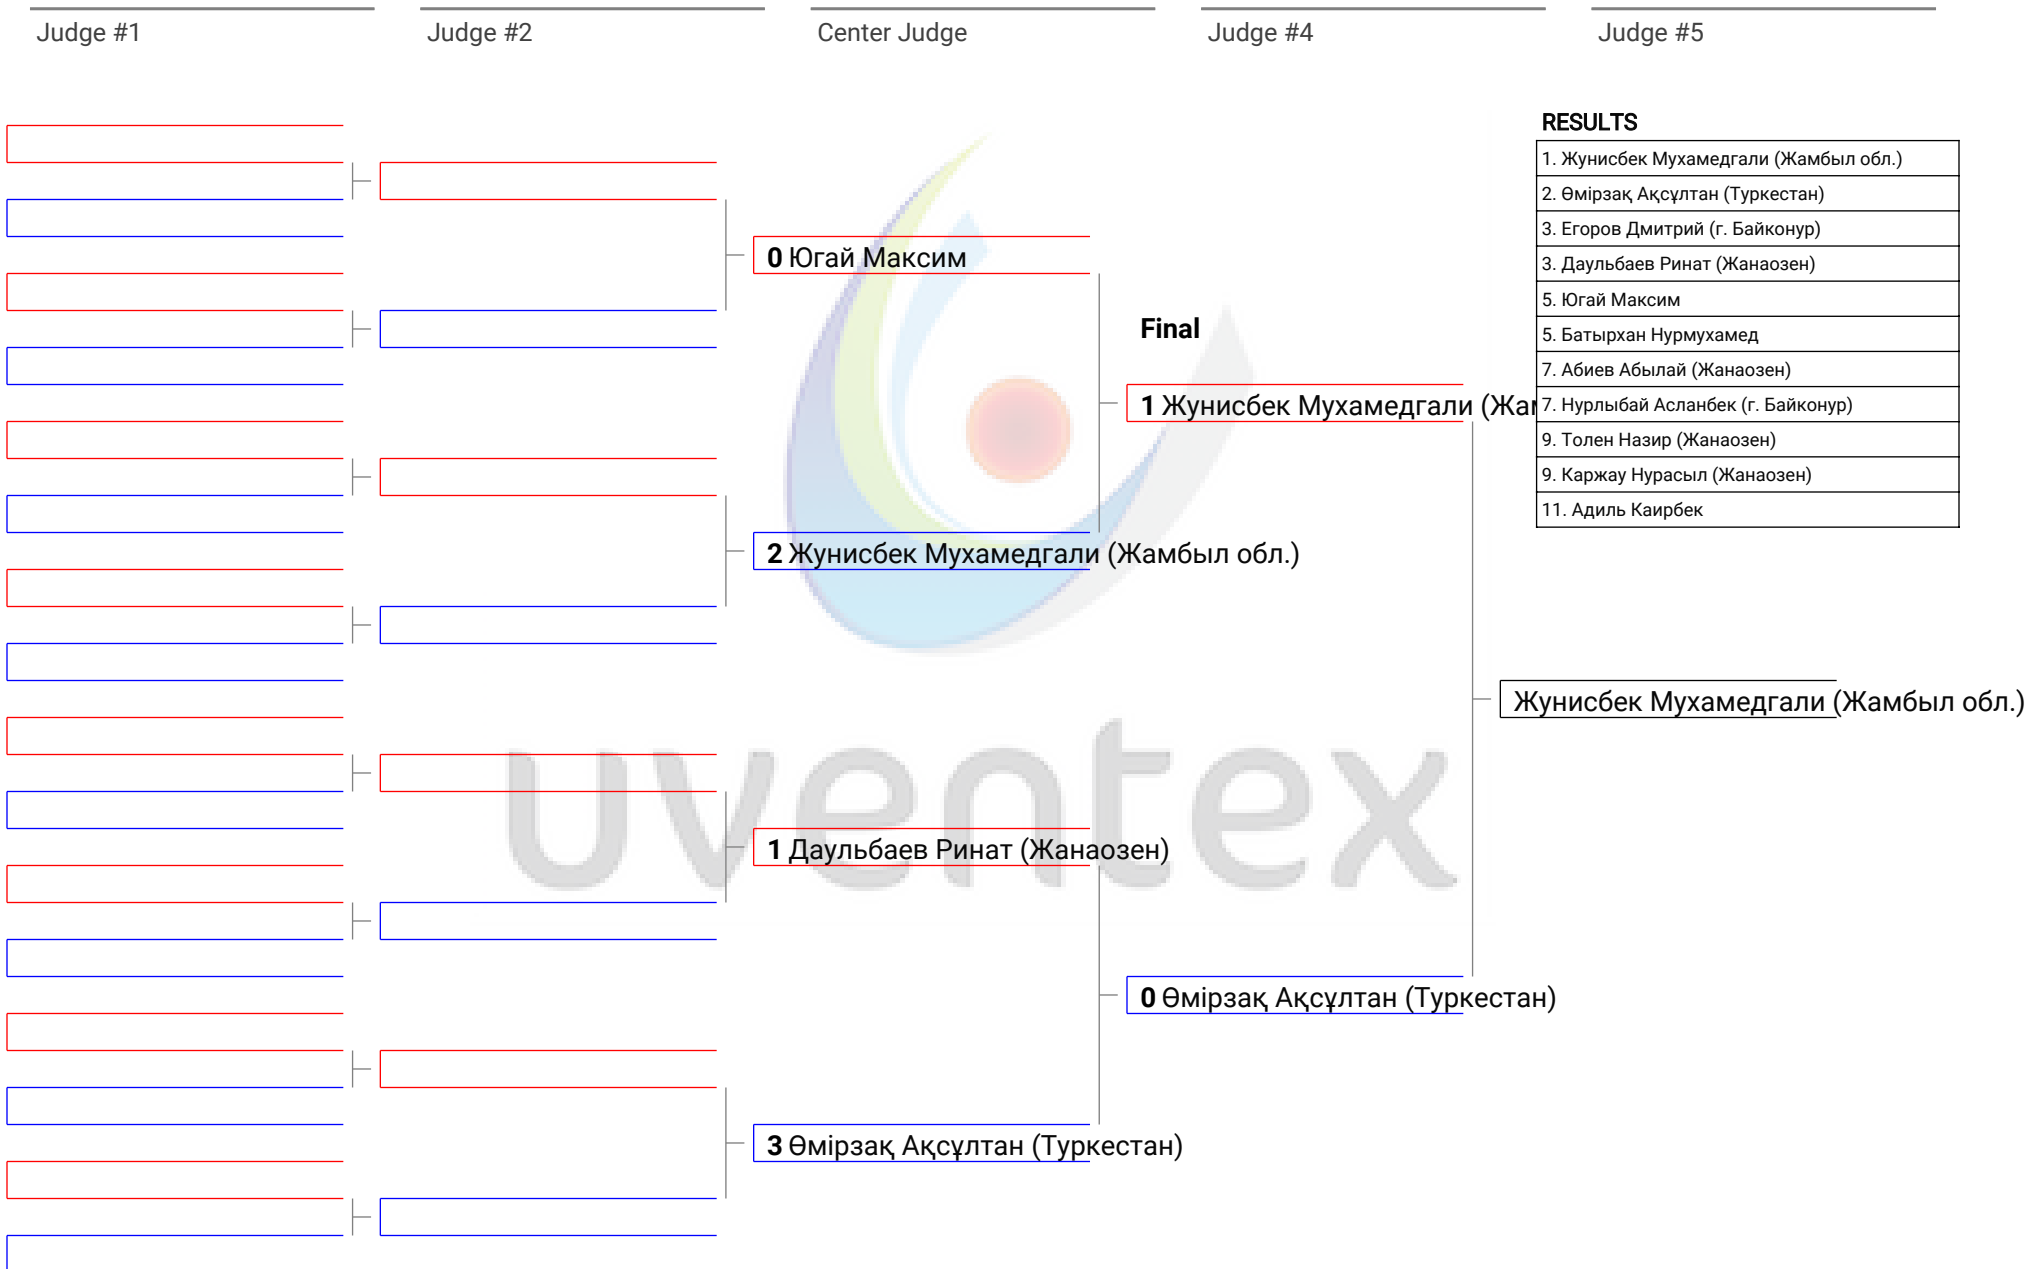 Judge #1
Judge #2
Center Judge
Judge #4
Judge #5
RESULTS
1. Жунисбек Мухамедгали (Жамбыл обл.)
2. Өмірзақ Ақсұлтан (Туркестан)
3. Егоров Дмитрий (г. Байконур)
3. Даульбаев Ринат (Жанаозен)
5. Югай Максим
5. Батырхан Нурмухамед
7. Абиев Абылай (Жанаозен)
7. Нурлыбай Асланбек (г. Байконур)
9. Толен Назир (Жанаозен)
9. Каржау Нурасыл (Жанаозен)
11. Адиль Каирбек
0 Югай Максим
Final
1 Жунисбек Мухамедгали (Жам
2 Жунисбек Мухамедгали (Жамбыл обл.)
Жунисбек Мухамедгали (Жамбыл обл.)
uventex
1 Даульбаев Ринат (Жанаозен)
0 Өмірзақ Ақсұлтан (Туркестан)
3 Өмірзақ Ақсұлтан (Туркестан)